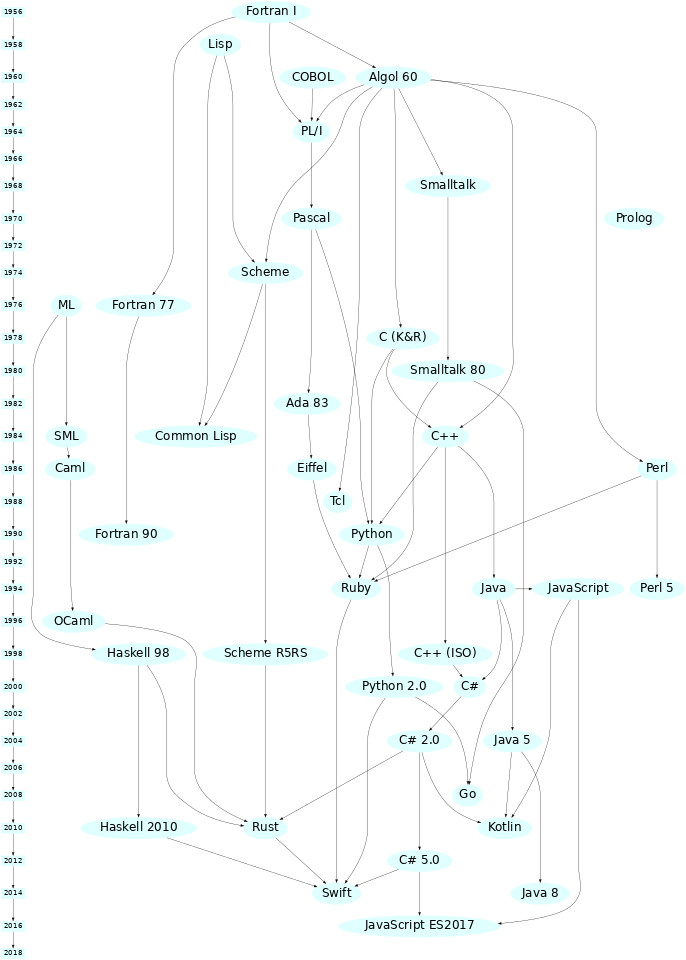 1956
Fortran I
1958
Lisp
1960
COBOL
Algol 60
1962
1964
PL/I
1966
1968
Smalltalk
1970
Pascal
Prolog
1972
1974
Scheme
1976
ML
Fortran 77
1978
C (K&R)
1980
Smalltalk 80
1982
Ada 83
1984
SML
Common Lisp
C++
1986
Caml
Eiffel
Perl
1988
Tcl
1990
Fortran 90
Python
1992
1994
Ruby
Java
JavaScript
Perl 5
1996
OCaml
1998
Haskell 98
Scheme R5RS
C++ (ISO)
2000
Python 2.0
C#
2002
2004
C# 2.0
Java 5
2006
2008
Go
2010
Haskell 2010
Rust
Kotlin
2012
C# 5.0
2014
Swift
Java 8
2016
JavaScript ES2017
2018